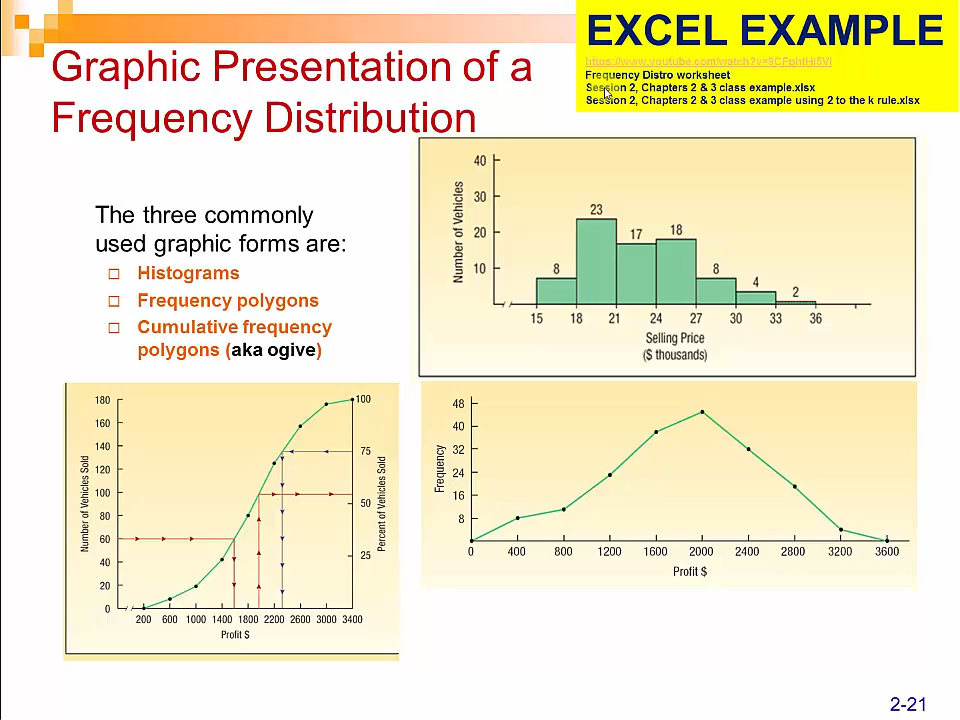 EXCEL EXAMPLE
Frequency Distro worksheet
Session 2, Chapters 2 & 3 class example.xlsx
Session 2, Chapters 2 & 3 class example using 2 to the k rule.xlsx
Graphic Presentation of a
Frequency Distribution
The three commonly
used graphic forms are:
Histograms
Frequency polygons
Cumulative frequency
polygons (aka ogive)
Number of Vehicles
40
30
20
10
8
23
17
18
8
4
2
15 18 21 24 27 30 33 36
Selling Price
($ thousands)
Number of Vehicles Sold
180
160
140
120
100
80
60
40
20
0
200 600 1000 1400 1800 2200 2600 3000 3400
Profit $
100
75
50
25
Percent of Vehicles Sold
Frequency
48
40
32
24
16
8
0 400 800 1200 1600 2000 2400 2800 3200 3600
Profit $
2-21